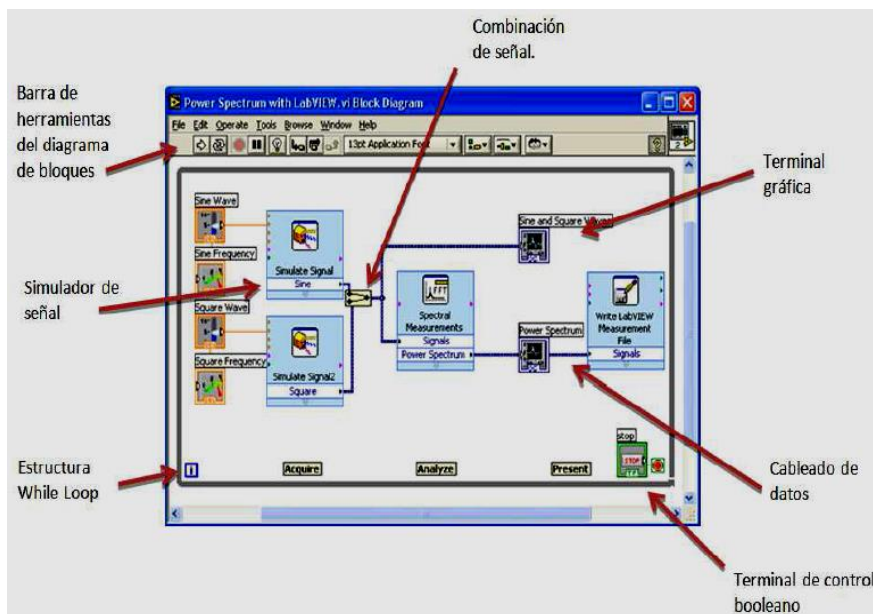 Combinación
de señal.
Barra de
herramientas
del diagrama
de bloques
Power Spectrum with LabVIEW.vi Block Diagram
File Edit Operate Tools Browse Window Help
13pt Application Font
2
Terminal
gráfica
Sine Wave
Sine and Square Waves
Sine Frequency
Simulate Signal
Sine
Simulador de
señal
Square Wave
FFT
Spectral
Measurements
Signals
Power Spectrum
Power Spectrum
Write LabVIEW
Measurement
File
Signals
Square Frequency
Simulate Signal2
Square
stop
STOP
TF
Estructura
While Loop
i
Acquire
Analyze
Present
Cableado de
datos
Terminal de control
booleano